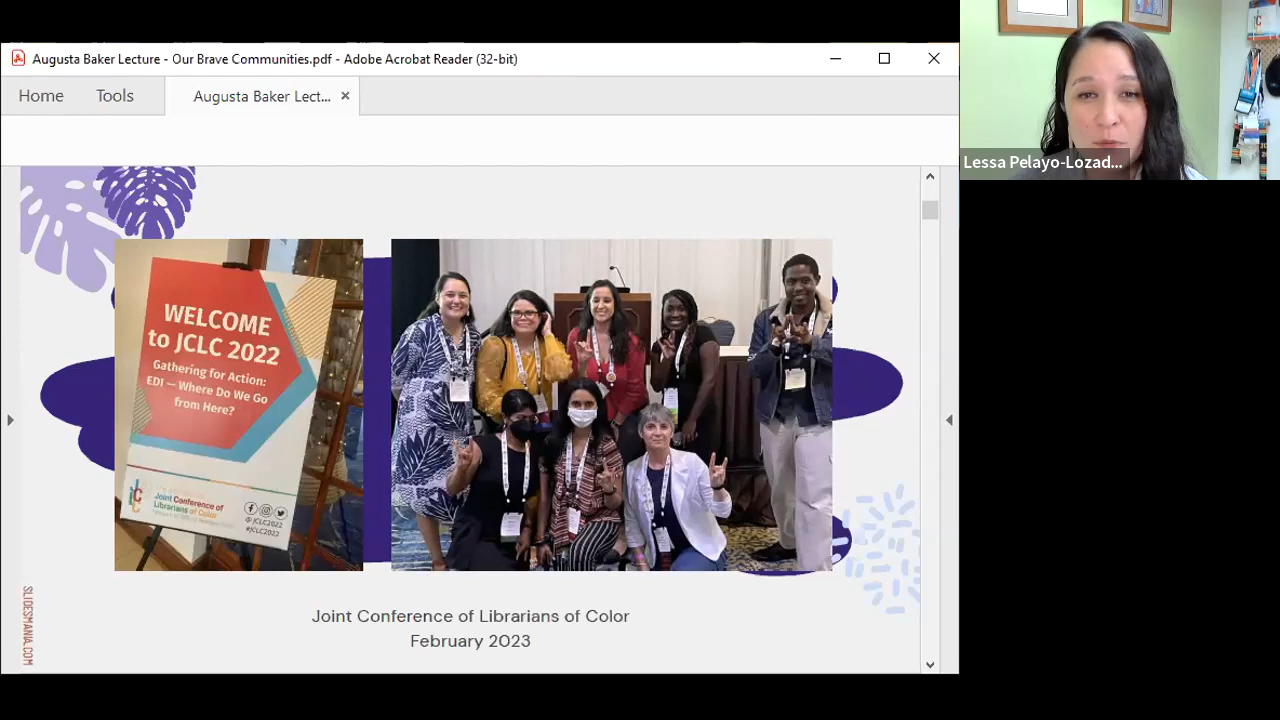 Augusta Baker Lecture - Our Brave Communities.pdf - Adobe Acrobat Reader (32-bit)
Home
Tools
Augusta Baker Lect...
Lessa Pelayo-Lozad...
WELCOME
to JCLC 2022
Gathering for Action:
EDI — Where Do We Go
from Here?
Joint Conference of
Librarians of Color
@JCLC2022
#JCLC2022
Joint Conference of Librarians of Color
February 2023
SLIDESMANIA.COM